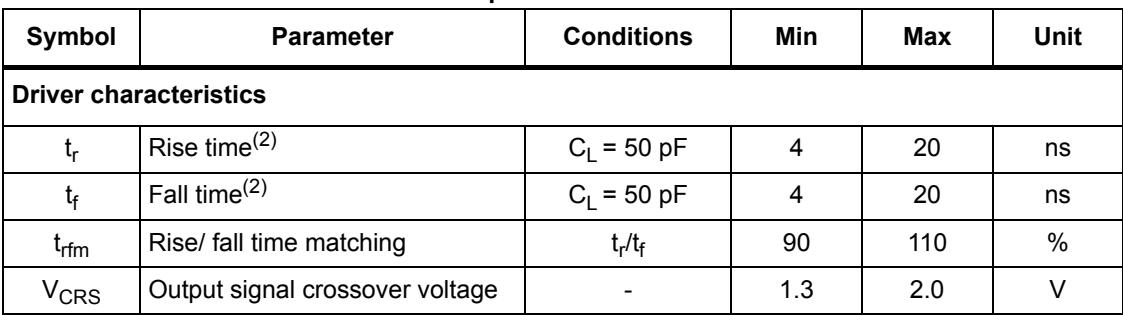 Symbol Parameter Conditions Min Max Unit
Driver characteristics
tr Rise time(2) CL = 50 pF 4 20 ns
tf Fall time(2) CL = 50 pF 4 20 ns
trfm Rise/ fall time matching tr/tf 90 110 %
VCRS Output signal crossover voltage - 1.3 2.0 V